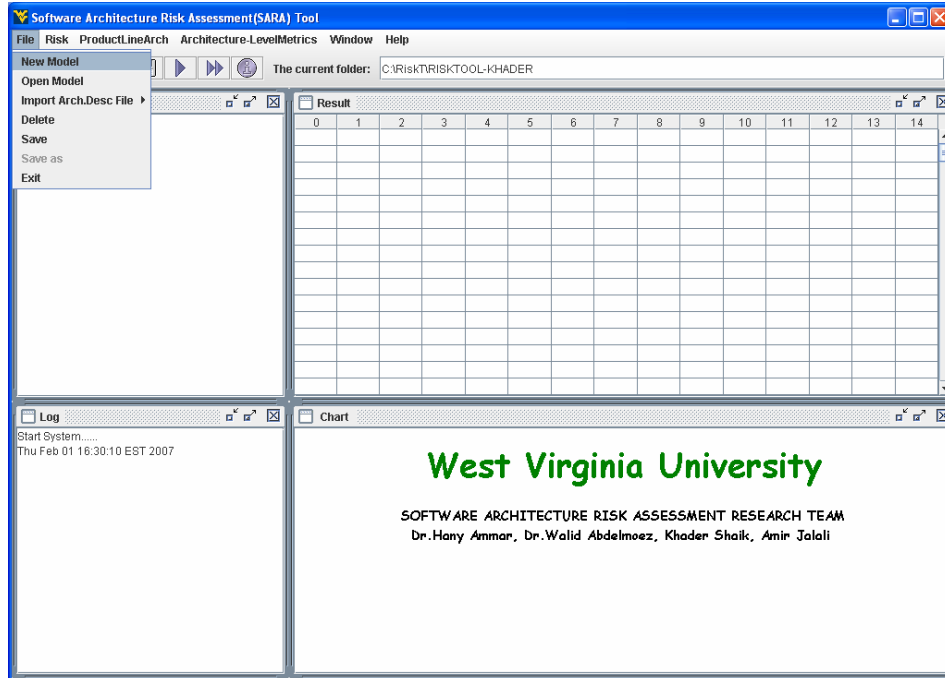 Software Architecture Risk Assessment(SARA) Tool
File Risk ProductLineArch Architecture-LevelMetrics Window Help
New Model
Open Model
Import Arch.Desc File
Delete
Save
Save as
Exit
The current folder: C:\RiskT\RISKTOOL-KHADER
Result
0 1 2 3 4 5 6 7 8 9 10 11 12 13 14
Log
Start System......
Thu Feb 01 16:30:10 EST 2007
Chart
West Virginia University
SOFTWARE ARCHITECTURE RISK ASSESSMENT RESEARCH TEAM
Dr.Hany Ammar, Dr.Walid Abdelmoez, Khader Shaik, Amir Jalali